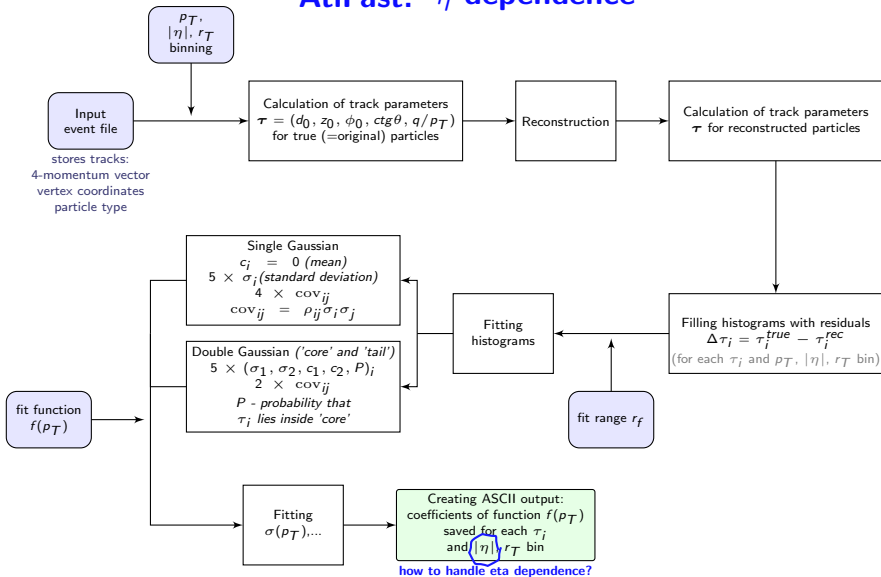 AtlFast: η dependence
p_T,
|η|, r_T
binning
Input
event file
stores tracks:
4-momentum vector
vertex coordinates
particle type
Calculation of track parameters
τ = (d_0, z_0, ϕ_0, ctgθ, q/p_T)
for true (=original) particles
Reconstruction
Calculation of track parameters
τ for reconstructed particles
Single Gaussian
c_i = 0 (mean)
5 × σ_i (standard deviation)
4 × cov_ij
cov_ij = ρ_ij σ_i σ_j
Double Gaussian ('core' and 'tail')
5 × (σ_1, σ_2, c_1, c_2, P)_i
2 × cov_ij
P - probability that
τ_i lies inside 'core'
Fitting
histograms
Filling histograms with residuals
Δτ_i = τ_i^true − τ_i^rec
(for each τ_i and p_T, |η|, r_T bin)
fit function
f(p_T)
fit range r_f
Fitting
σ(p_T),...
Creating ASCII output:
coefficients of function f(p_T)
saved for each τ_i
and |η|, r_T bin
how to handle eta dependence?